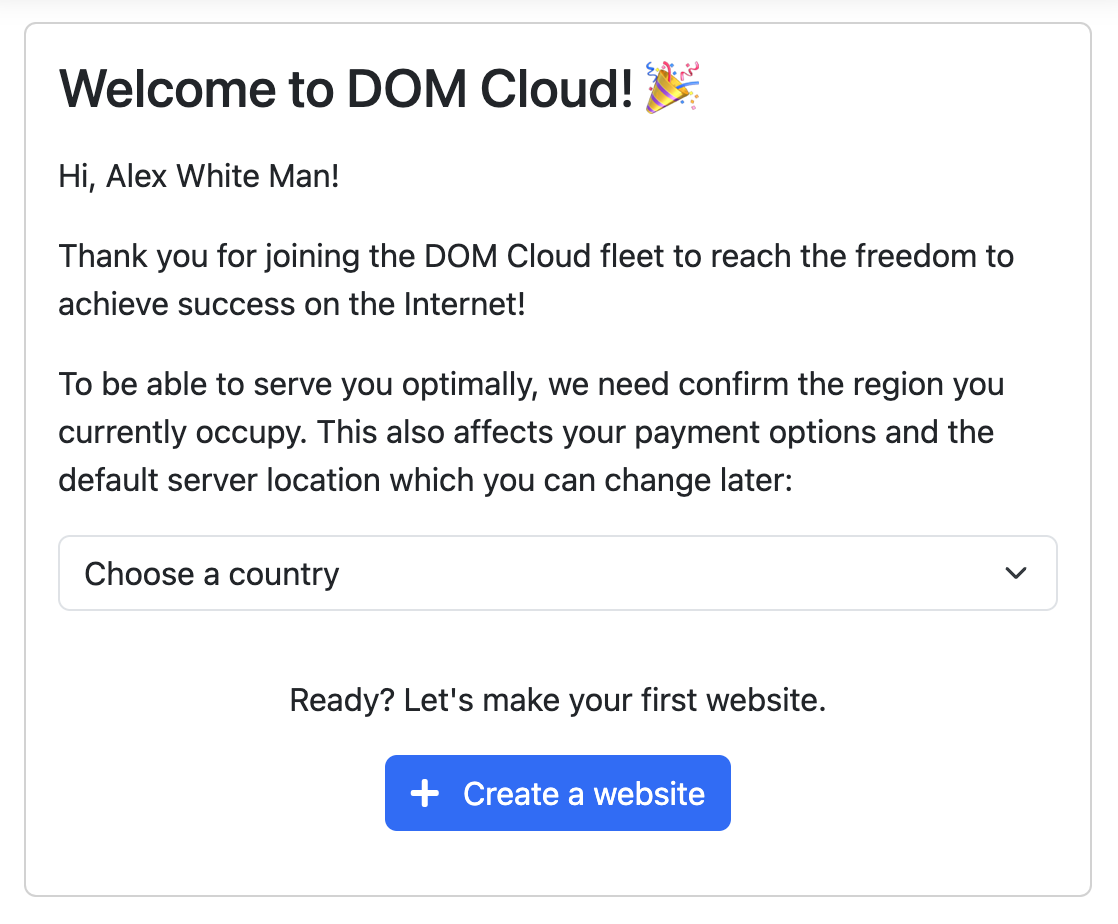 Welcome to DOM Cloud! 🎉
Hi, Alex White Man!
Thank you for joining the DOM Cloud fleet to reach the freedom to
achieve success on the Internet!
To be able to serve you optimally, we need confirm the region you
currently occupy. This also affects your payment options and the
default server location which you can change later:
Choose a country
Ready? Let's make your first website.
+ Create a website